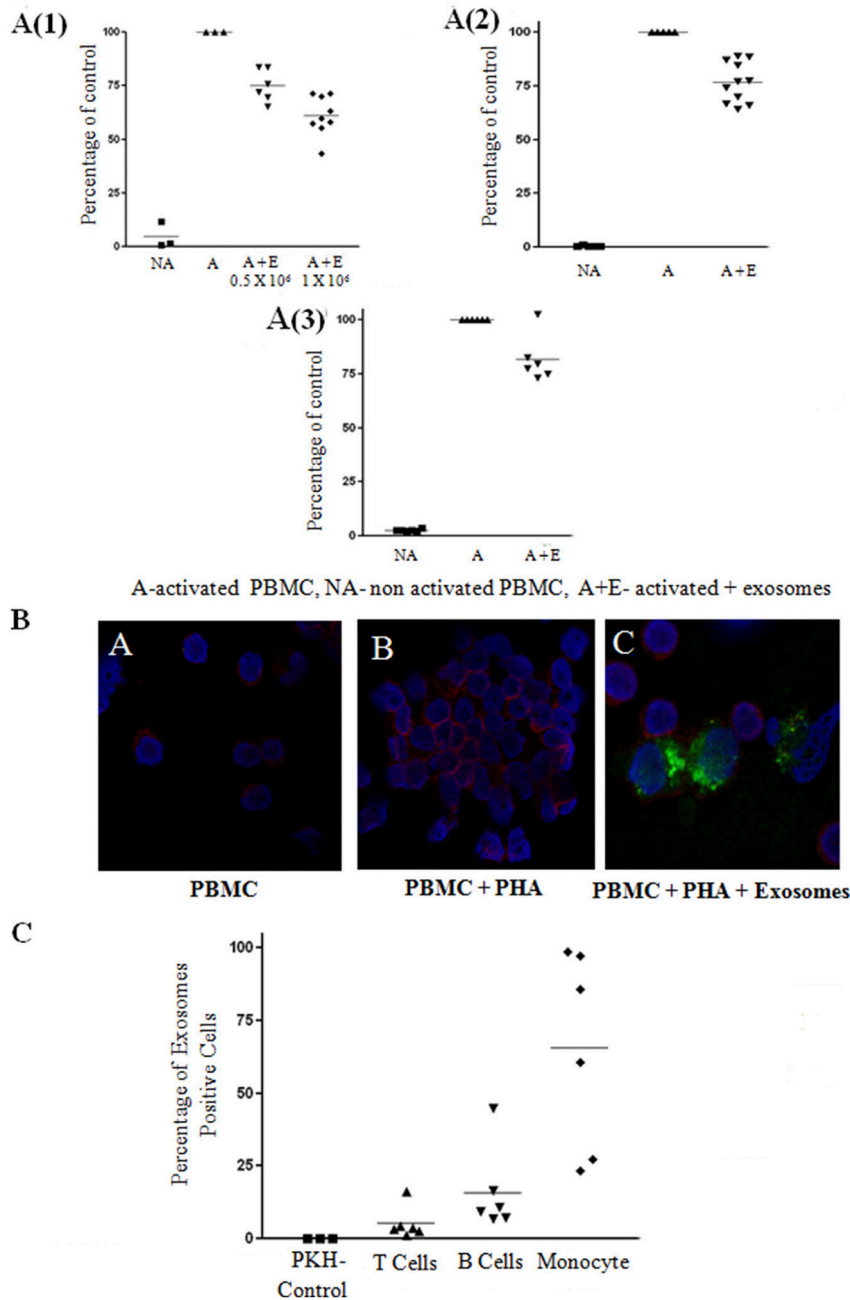 A(1)
Percentage of control
100
75
50
25
0
NA A A+E A+E
0.5 X 10⁶ 1 X 10⁶
A(2)
Percentage of control
100
75
50
25
0
NA A A+E
A(3)
Percentage of control
100
75
50
25
0
NA A A+E
A-activated PBMC, NA- non activated PBMC, A+E- activated + exosomes
B
A
B
C
PBMC
PBMC + PHA
PBMC + PHA + Exosomes
C
Percentage of Exosomes
Positive Cells
100
75
50
25
0
PKH- T Cells B Cells Monocyte
Control